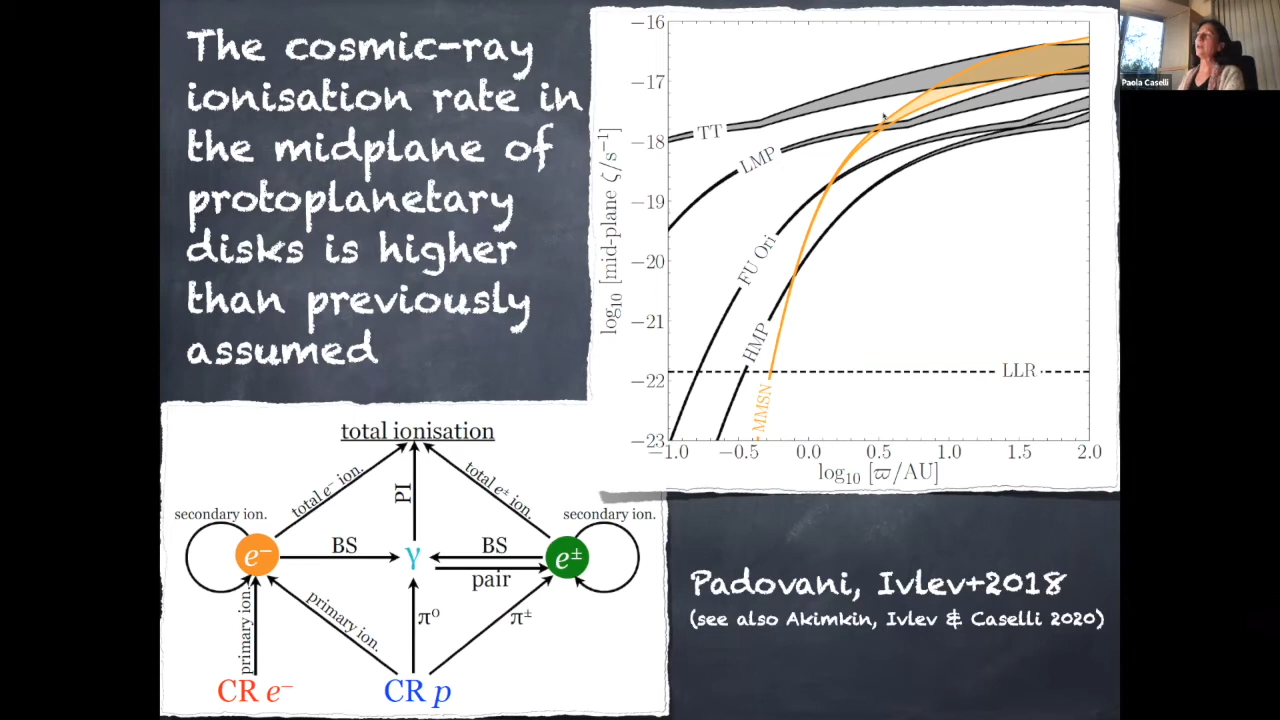 The cosmic-ray
ionisation rate in
the midplane of
protoplanetary
disks is higher
than previously
assumed
log₁₀ [mid-plane ζ/s⁻¹]
−16
−17
−18
−19
−20
−21
−22
−23
TT
LMP
FU Ori
HMP
MMSN
LLR
−1.0 −0.5 0.0 0.5 1.0 1.5 2.0
log₁₀ [ϖ/AU]
Paola Caselli
total ionisation
total e⁻ ion.
PI
total e± ion.
secondary ion.
secondary ion.
e⁻
BS
γ
BS
pair
e±
primary ion.
primary ion.
π⁰
π±
CR e⁻
CR p
Padovani, Ivlev+2018
(see also Akimkin, Ivlev & Caselli 2020)